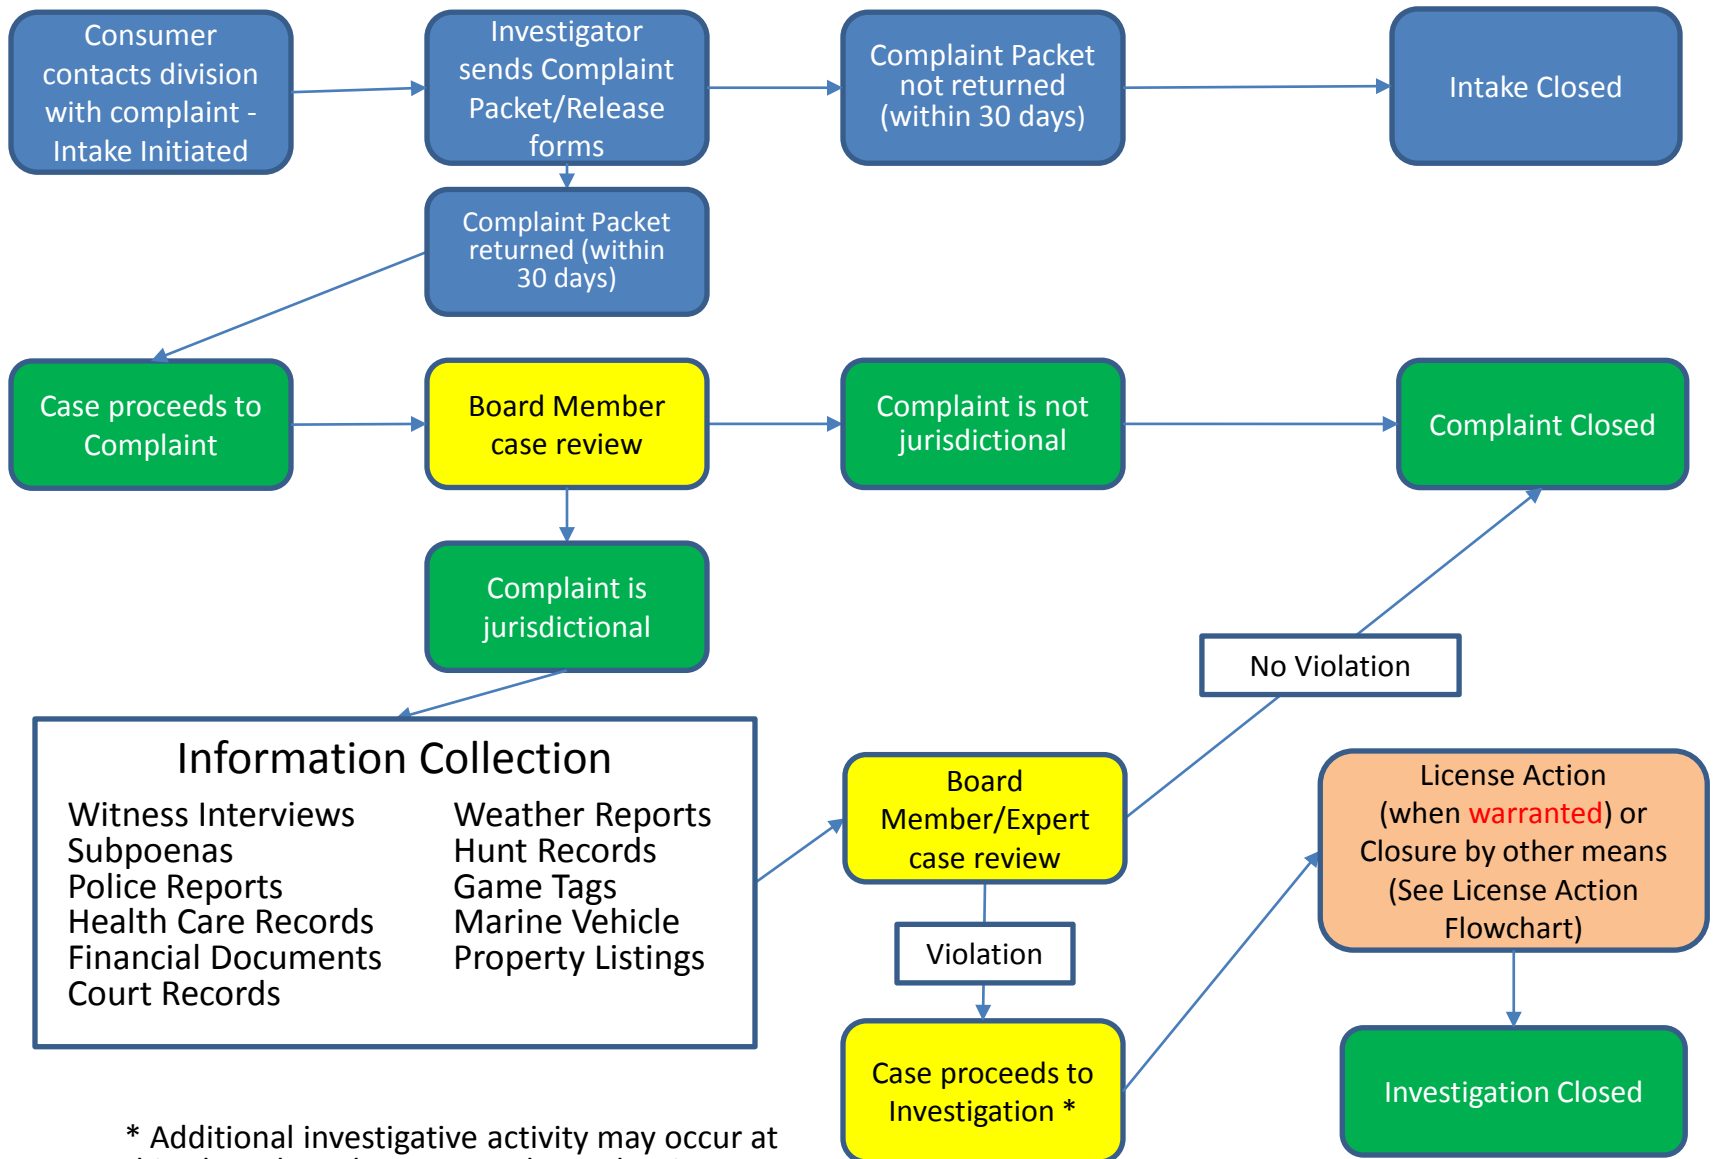 Consumer
contacts division
with complaint -
Intake Initiated
Investigator
sends Complaint
Packet/Release
forms
Complaint Packet
not returned
(within 30 days)
Intake Closed
Complaint Packet
returned (within
30 days)
Case proceeds to
Complaint
Board Member
case review
Complaint is not
jurisdictional
Complaint Closed
Complaint is
jurisdictional
No Violation
Information Collection
Witness Interviews
Subpoenas
Police Reports
Health Care Records
Financial Documents
Court Records
Weather Reports
Hunt Records
Game Tags
Marine Vehicle
Property Listings
Board
Member/Expert
case review
License Action
(when warranted) or
Closure by other means
(See License Action
Flowchart)
Violation
Case proceeds to
Investigation *
Investigation Closed
* Additional investigative activity may occur at